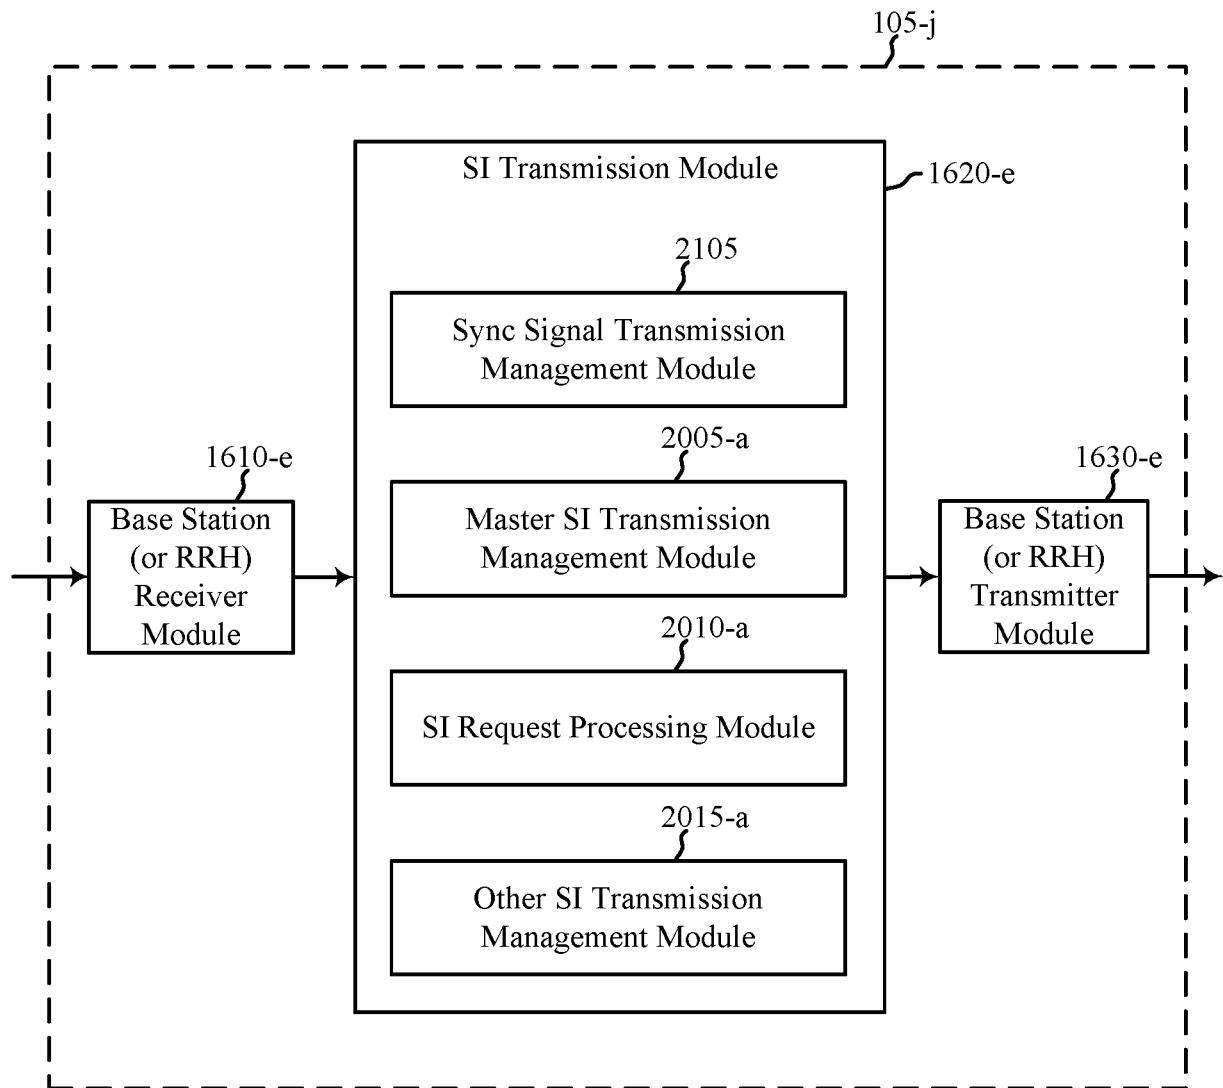 105-j
SI Transmission Module
1620-e
2105
Sync Signal Transmission
Management Module
2005-a
Master SI Transmission
Management Module
1610-e
Base Station
(or RRH)
Receiver
Module
1630-e
Base Station
(or RRH)
Transmitter
Module
2010-a
SI Request Processing Module
2015-a
Other SI Transmission
Management Module